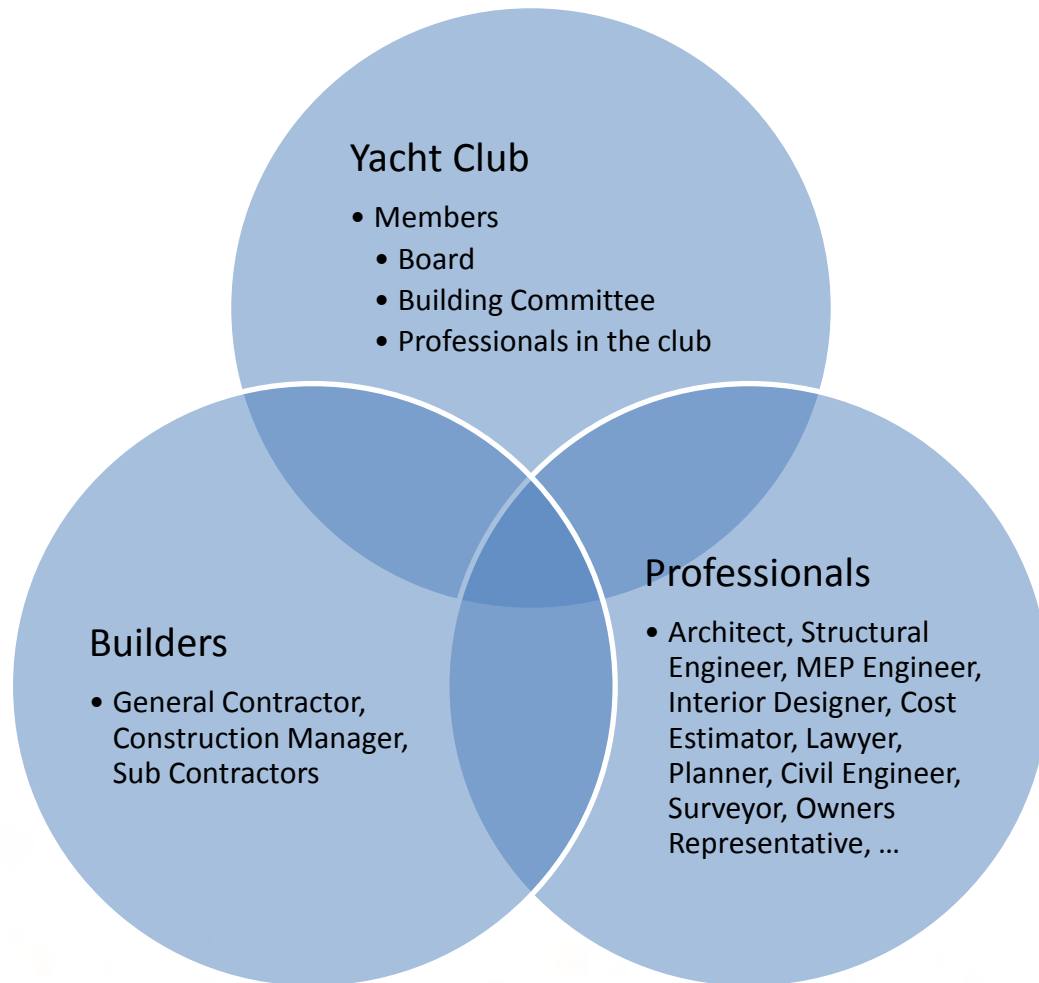 Yacht Club
• Members
• Board
• Building Committee
• Professionals in the club
Builders
• General Contractor,
Construction Manager,
Sub Contractors
Professionals
• Architect, Structural
Engineer, MEP Engineer,
Interior Designer, Cost
Estimator, Lawyer,
Planner, Civil Engineer,
Surveyor, Owners
Representative, ...